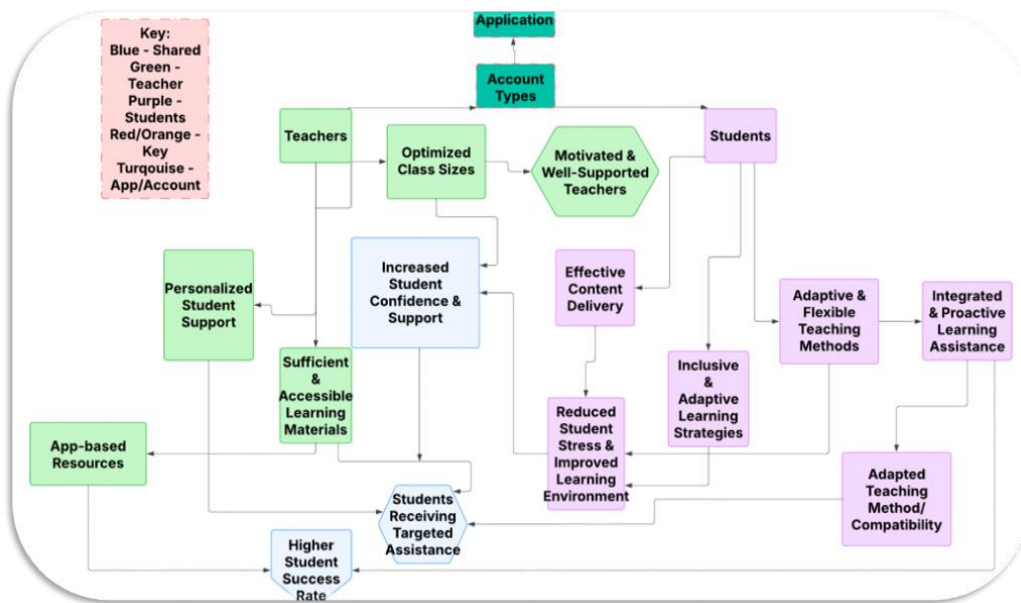 Key:
Blue - Shared
Green -
Teacher
Purple -
Students
Red/Orange -
Key
Turqouise -
App/Account
Application
Account
Types
Teachers
Optimized
Class Sizes
Motivated &
Well-Supported
Teachers
Students
Personalized
Student
Support
Increased
Student
Confidence &
Support
Effective
Content
Delivery
Adaptive &
Flexible
Teaching
Methods
Integrated
& Proactive
Learning
Assistance
Sufficient
&
Accessible
Learning
Materials
Inclusive &
Adaptive
Learning
Strategies
App-based
Resources
Reduced
Student
Stress &
Improved
Learning
Environment
Adapted
Teaching
Method/
Compatibility
Students
Receiving
Targeted
Assistance
Higher
Student
Success
Rate